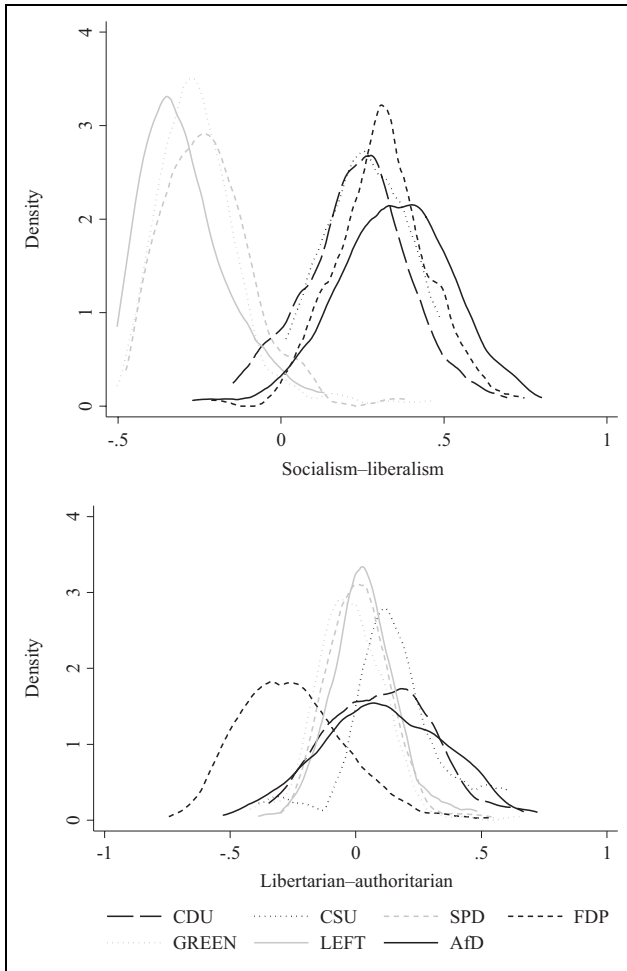 4
3
2
1
0
Density
-.5 0 .5 1
Socialism–liberalism
4
3
2
1
0
Density
-1 -.5 0 .5 1
Libertarian–authoritarian
CDU CSU SPD FDP
GREEN LEFT AfD